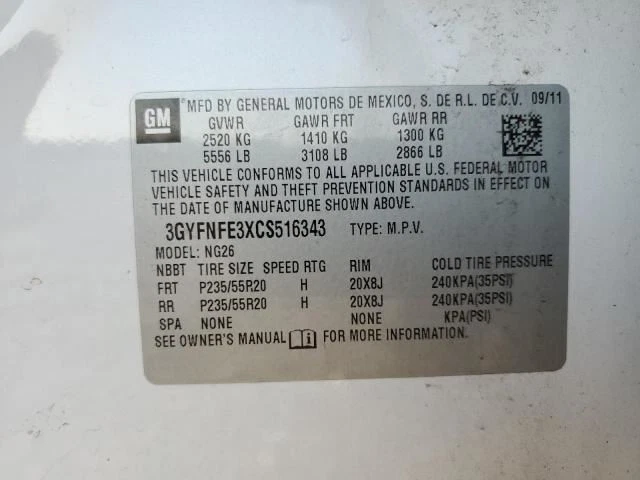 GM
MFD BY GENERAL MOTORS DE MEXICO, S. DE R.L. DE C.V. 09/11
GVWR GAWR FRT GAWR RR
2520 KG 1410 KG 1300 KG
5556 LB 3108 LB 2866 LB
THIS VEHICLE CONFORMS TO ALL APPLICABLE U.S. FEDERAL MOTOR
VEHICLE SAFETY AND THEFT PREVENTION STANDARDS IN EFFECT ON
THE DATE OF MANUFACTURE SHOWN ABOVE.
3GYFNFE3XCS516343 TYPE: M.P.V.
MODEL: NG26
NBBT TIRE SIZE SPEED RTG RIM COLD TIRE PRESSURE
FRT P235/55R20 H 20X8J 240KPA(35PSI)
RR P235/55R20 H 20X8J 240KPA(35PSI)
SPA NONE NONE KPA(PSI)
SEE OWNER'S MANUAL FOR MORE INFORMATION.